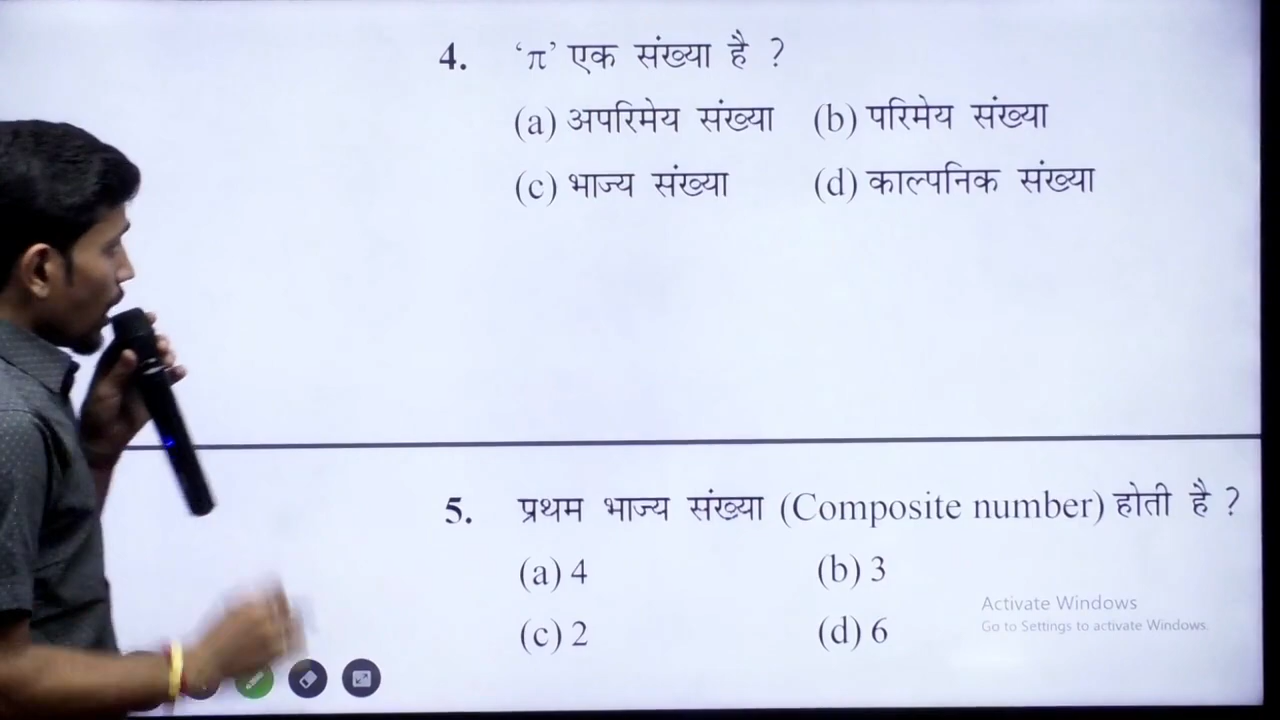 4. ‘π’ एक संख्या है ?
(a) अपरिमेय संख्या (b) परिमेय संख्या
(c) भाज्य संख्या (d) काल्पनिक संख्या
5. प्रथम भाज्य संख्या (Composite number) होती है ?
(a) 4 (b) 3
(c) 2 (d) 6
Activate Windows
Go to Settings to activate Windows.